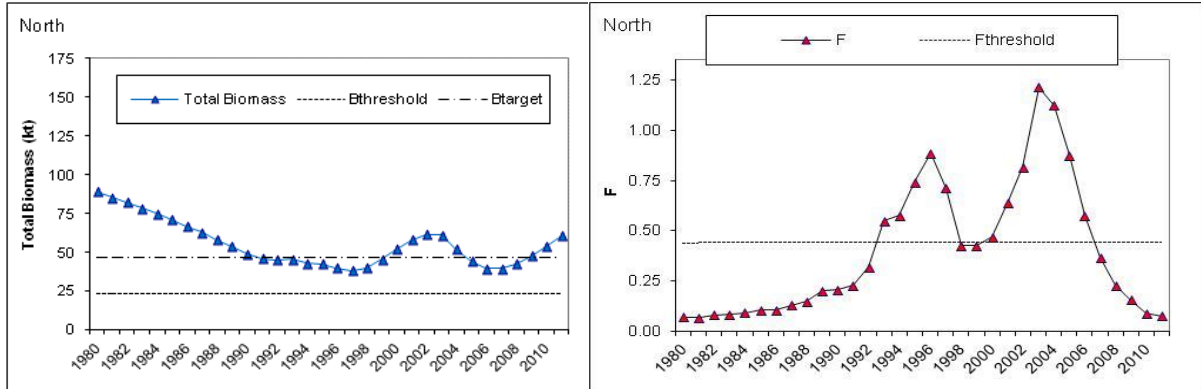 North
Total Biomass (kt)
175
150
125
100
75
50
25
0
Total Biomass Bthreshold Btarget
1980 1982 1984 1986 1988 1990 1992 1994 1996 1998 2000 2002 2004 2006 2008 2010
North
F Fthreshold
F
1.25
1.00
0.75
0.50
0.25
0.00
1980 1982 1984 1986 1988 1990 1992 1994 1996 1998 2000 2002 2004 2006 2008 2010